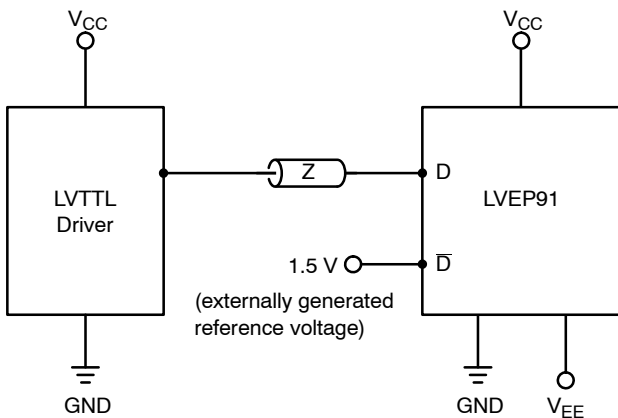 VCC
VCC
LVTTL
Driver
Z
D
LVEP91
1.5 V
D̅
(externally generated
reference voltage)
GND
GND
VEE